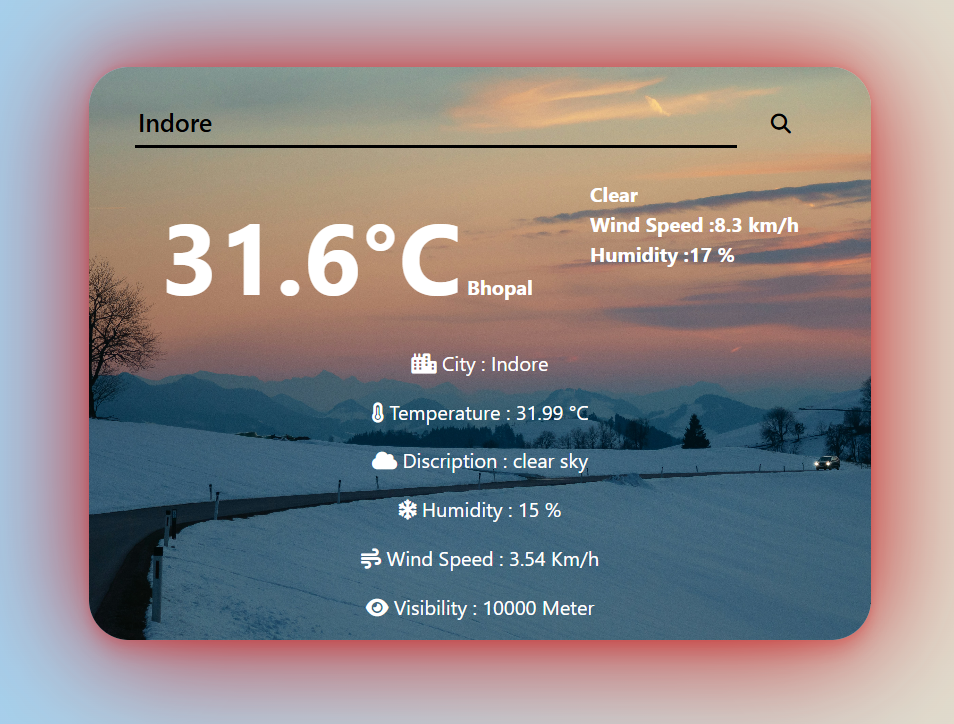 Indore
Clear
Wind Speed :8.3 km/h
Humidity :17 %
31.6°C Bhopal
City : Indore
Temperature : 31.99 °C
Discription : clear sky
Humidity : 15 %
Wind Speed : 3.54 Km/h
Visibility : 10000 Meter